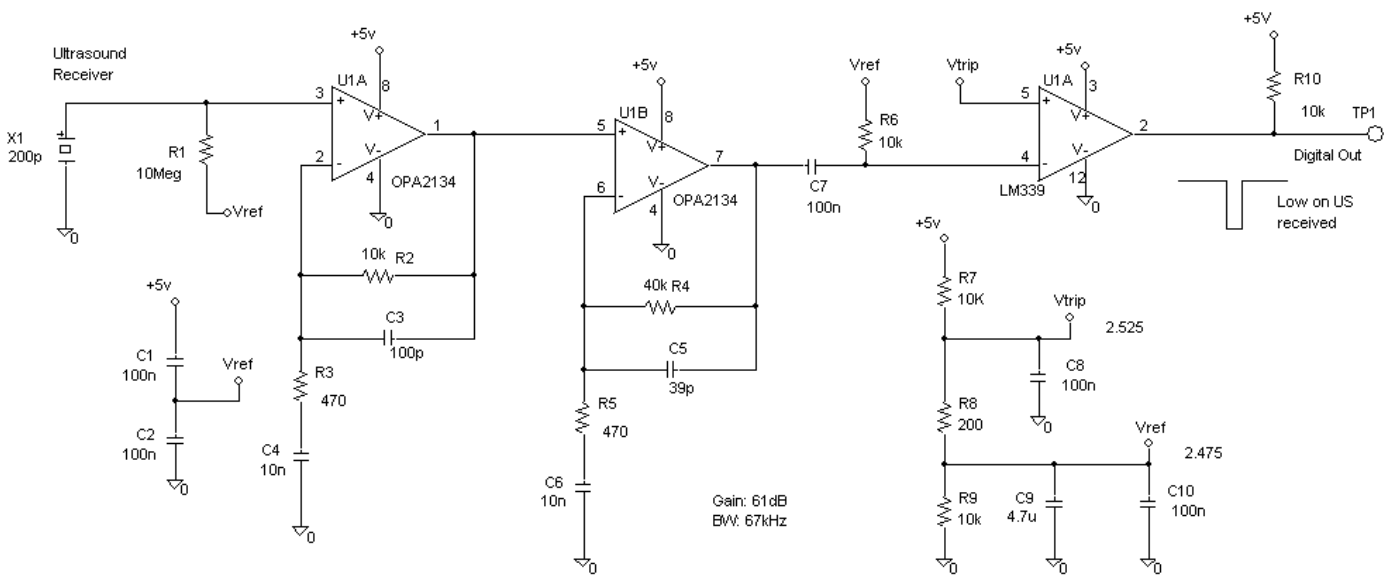 Ultrasound
Receiver
X1
200p
R1
10Meg
Vref
+5v
U1A
8
3
+
V+
1
2
-
V-
4
OPA2134
0
0
10k R2
C3
100p
R3
470
C4
10n
0
+5v
C1
100n
Vref
C2
100n
0
+5v
U1B
8
5
+
V+
7
6
-
V-
4
OPA2134
0
40k R4
C5
39p
R5
470
C6
10n
0
C7
100n
Vref
R6
10k
Vtrip
+5v
U1A
3
5
+
V+
2
4
-
V-
12
LM339
0
+5V
R10
10k
TP1
Digital Out
Low on US
received
+5v
R7
10K
Vtrip
2.525
C8
100n
0
R8
200
Vref
2.475
R9
10k
C9
4.7u
C10
100n
0
0
0
Gain: 61dB
BW: 67kHz